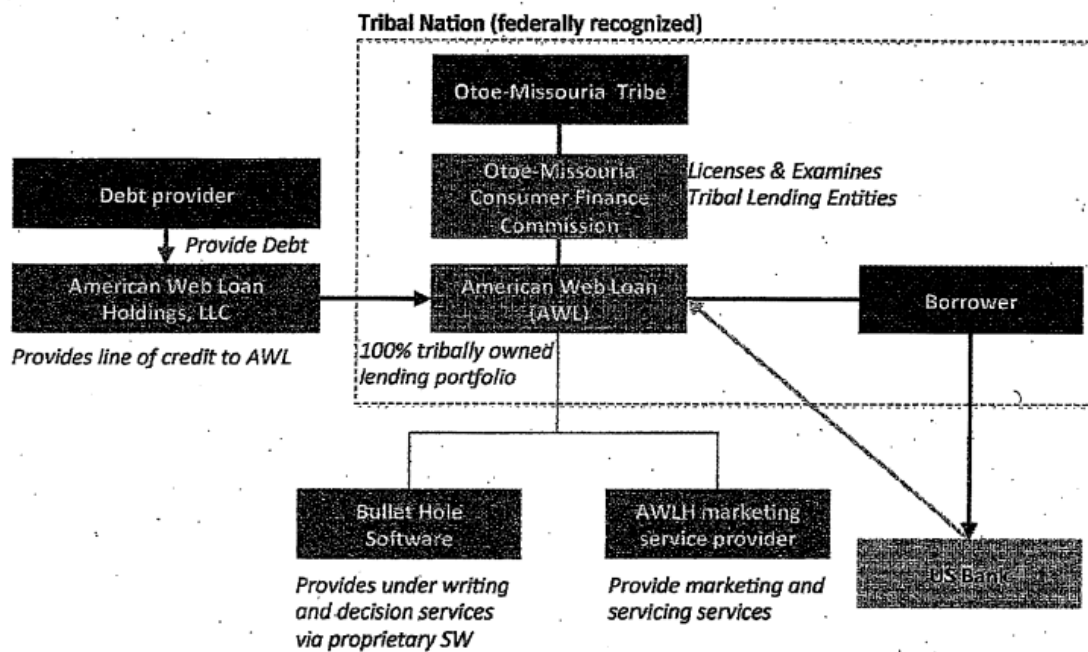 Tribal Nation (federally recognized)
Otoe-Missouria Tribe
Otoe-Missouria
Consumer Finance
Commission
Licenses & Examines
Tribal Lending Entities
Debt provider
Provide Debt
American Web Loan
Holdings, LLC
Provides line of credit to AWL
American Web Loan
(AWL)
100% tribally owned
lending portfolio
Borrower
Bullet Hole
Software
Provides under writing
and decision services
via proprietary SW
AWLH marketing
service provider
Provide marketing and
servicing services
US Bank